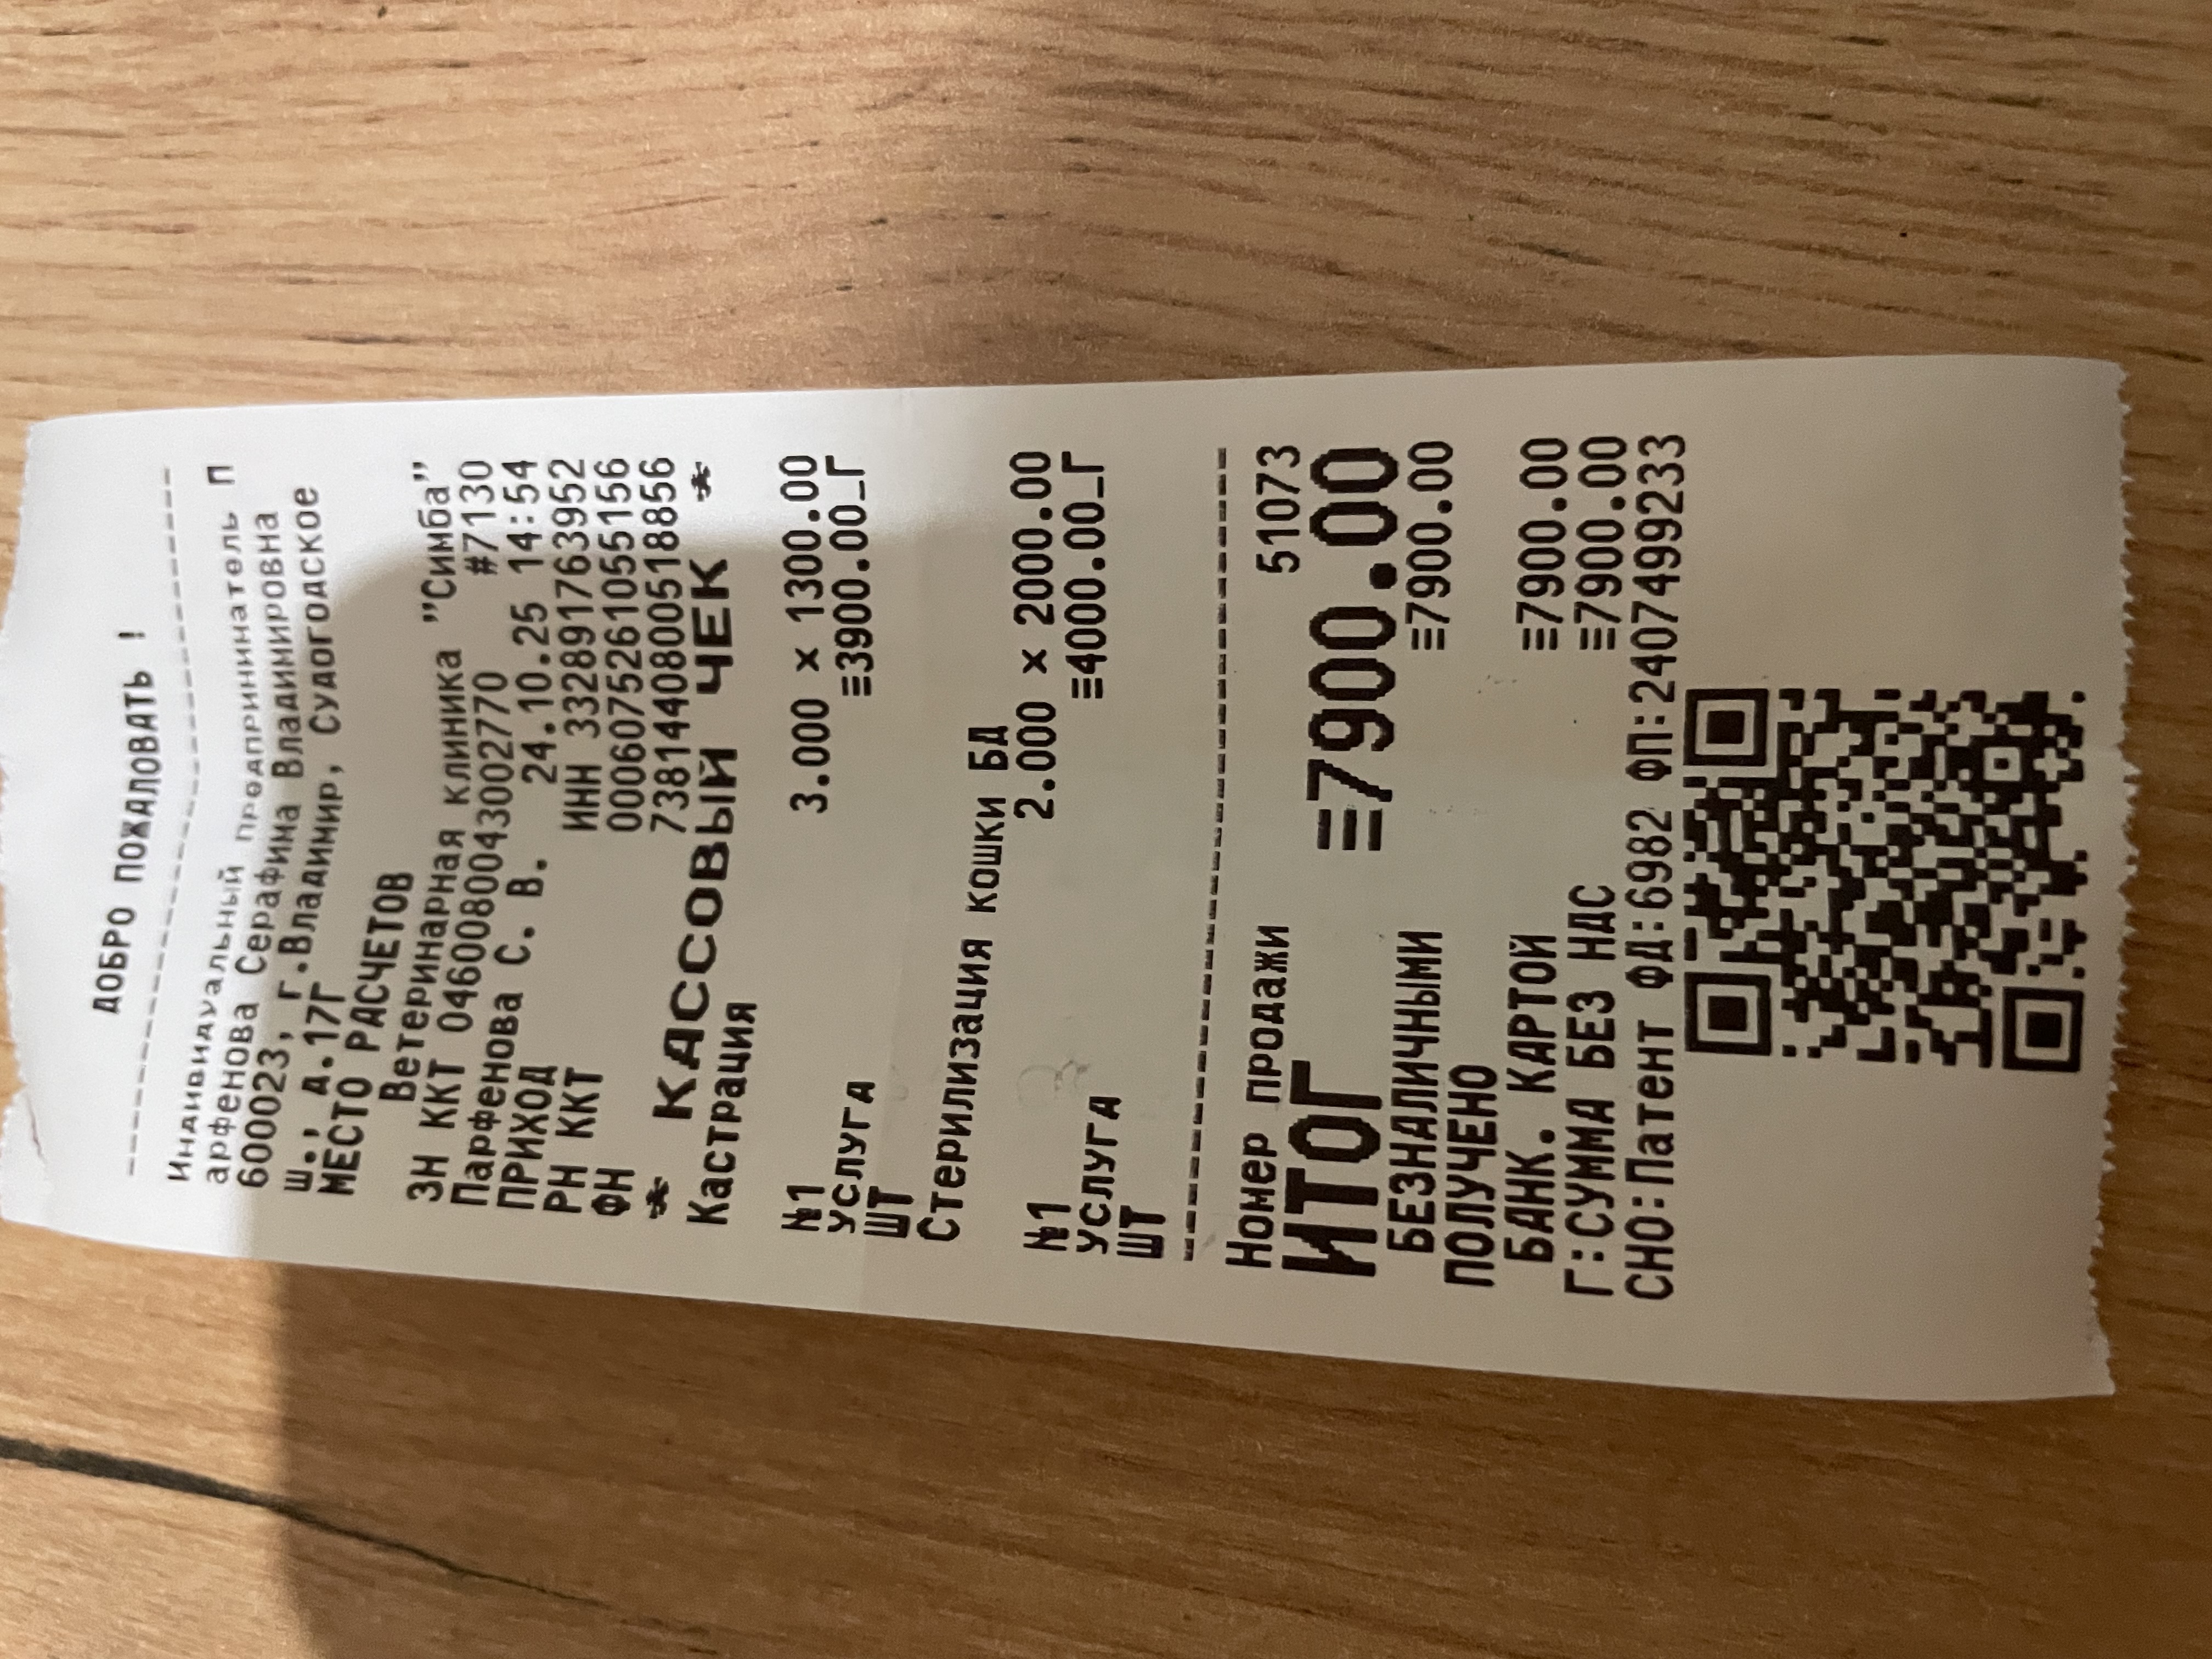 ДОБРО ПОЖАЛОВАТЬ !
Индивидуальный предприниматель П
арфенова Серафима Владимировна
600023, г.Владимир, Судогодское
ш., д.17Г
МЕСТО РАСЧЕТОВ
Ветеринарная клиника "Симба"
ЗН ККТ 0460080043002770 #7130
Парфенова С. В. 24.10.25 14:54
ПРИХОД ИНН 332891763952
РН ККТ 0006075261055156
ФН 7381440800518856
* КАССОВЫЙ ЧЕК *
Кастрация
№1 3.000 x 1300.00
Услуга ≡3900.00_Г
ШТ
Стерилизация кошки БД
№1 2.000 x 2000.00
Услуга ≡4000.00_Г
ШТ
Номер продажи 51073
ИТОГ ≡7900.00
БЕЗНАЛИЧНЫМИ ≡7900.00
ПОЛУЧЕНО
БАНК. КАРТОЙ ≡7900.00
Г:СУММА БЕЗ НДС ≡7900.00
СНО:Патент ФД:6982 ФП:2407499233